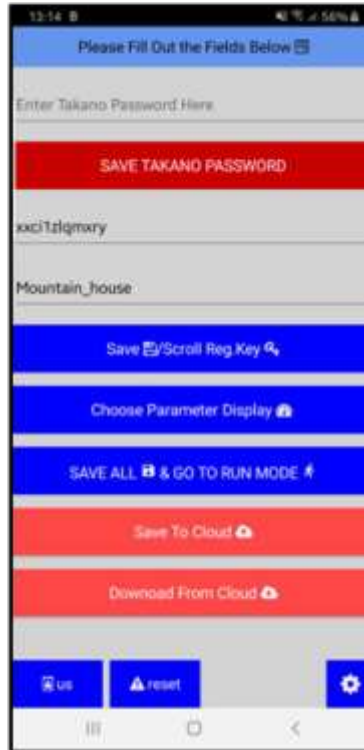 13:14
56%
Please Fill Out the Fields Below
Enter Takano Password Here
SAVE TAKANO PASSWORD
xxci1zlqmxry
Mountain_house
Save /Scroll Reg.Key
Choose Parameter Display
SAVE ALL & GO TO RUN MODE
Save To Cloud
Downoad From Cloud
us
reset